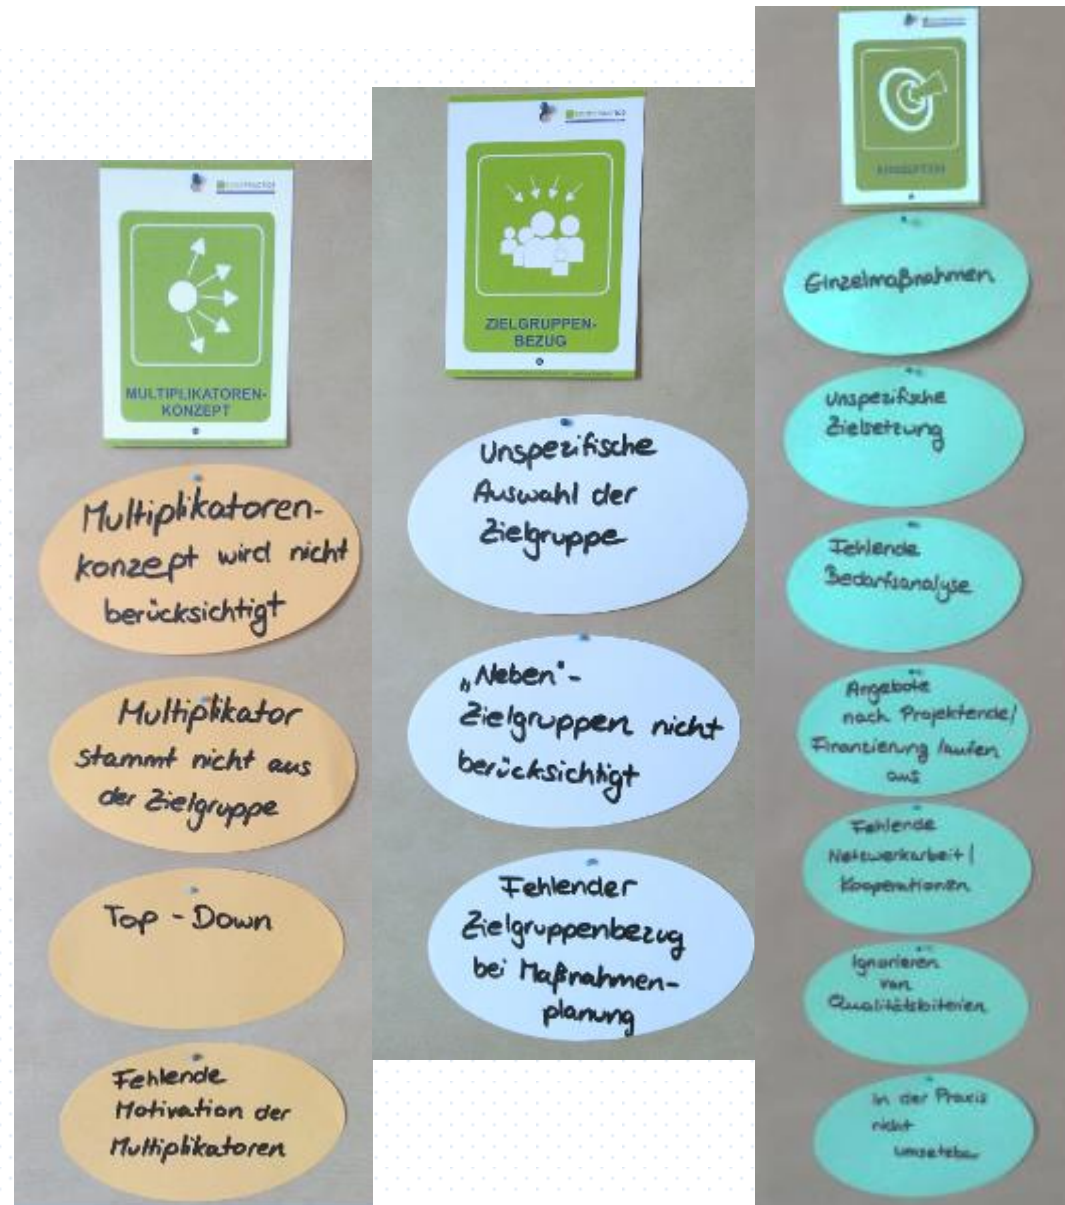 MULTIPLIKATOREN-
KONZEPT
Multiplikatoren-
konzept wird nicht
berücksichtigt
Multiplikator
stammt nicht aus
der Zielgruppe
Top - Down
Fehlende
Motivation der
Multiplikatoren
ZIELGRUPPEN-
BEZUG
Unspezifische
Auswahl der
Zielgruppe
„Neben"-
Zielgruppen nicht
berücksichtigt
Fehlender
Zielgruppenbezug
bei Maßnahmen-
planung
KONZEPTION
Einzelmaßnahmen
Unspezifische
Zielsetzung
Fehlende
Bedarfsanalyse
Angebote
nach Projektende/
Finanzierung laufen
aus
Fehlende
Netzwerkarbeit/
Kooperationen
Ignorieren
von
Qualitätskriterien
In der Praxis
nicht
umsetzbar